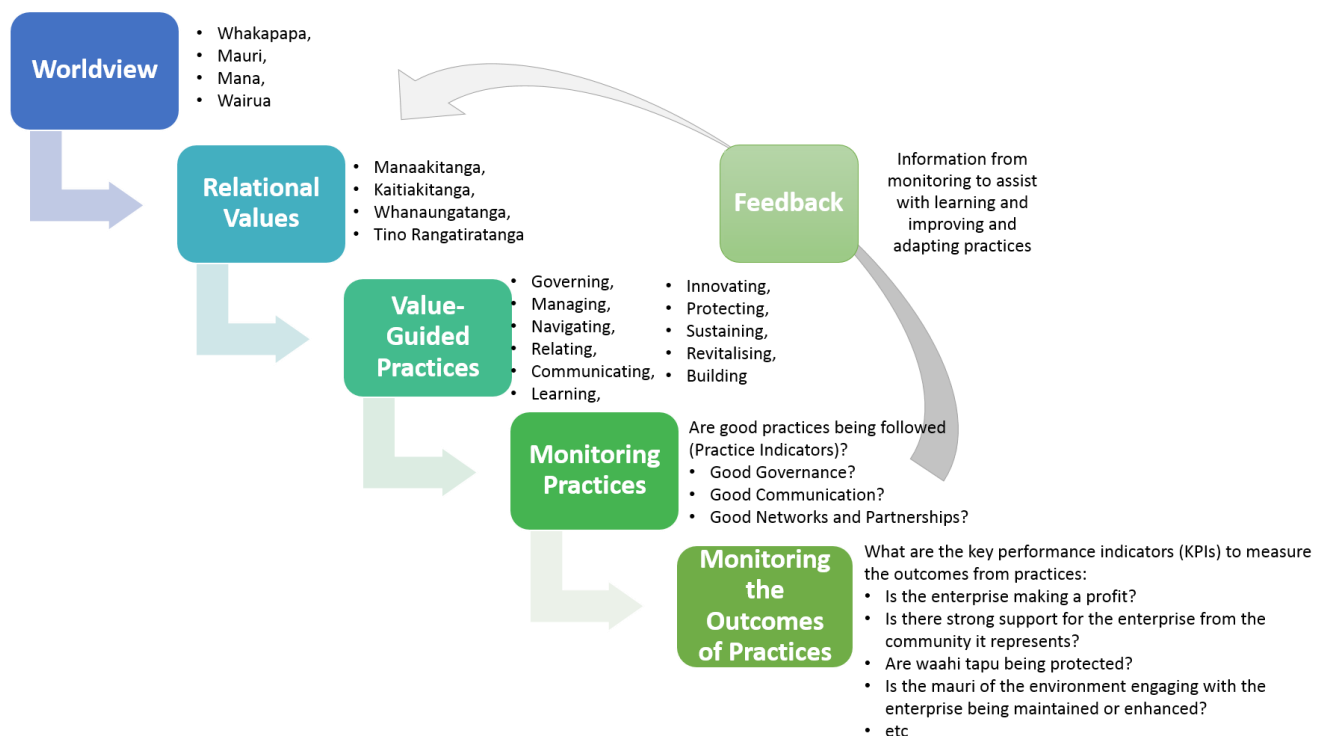 Worldview
• Whakapapa,
• Mauri,
• Mana,
• Wairua
Relational
Values
• Manaakitanga,
• Kaitiakitanga,
• Whanaungatanga,
• Tino Rangatiratanga
Feedback
Information from
monitoring to assist
with learning and
improving and
adapting practices
Value-
Guided
Practices
• Governing,
• Managing,
• Navigating,
• Relating,
• Communicating,
• Learning,
• Innovating,
• Protecting,
• Sustaining,
• Revitalising,
• Building
Monitoring
Practices
Are good practices being followed
(Practice Indicators)?
• Good Governance?
• Good Communication?
• Good Networks and Partnerships?
Monitoring
the
Outcomes
of Practices
What are the key performance indicators (KPIs) to measure
the outcomes from practices:
• Is the enterprise making a profit?
• Is there strong support for the enterprise from the
community it represents?
• Are waahi tapu being protected?
• Is the mauri of the environment engaging with the
enterprise being maintained or enhanced?
• etc